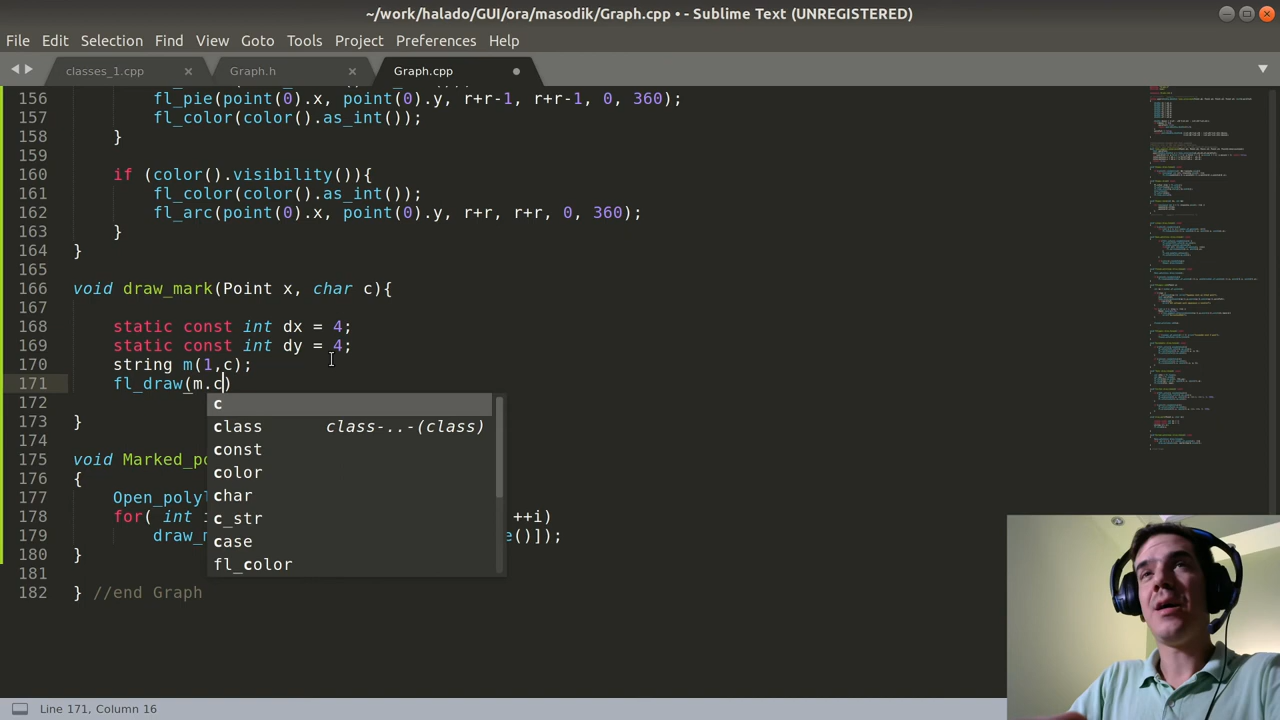 ~/work/halado/GUI/ora/masodik/Graph.cpp • - Sublime Text (UNREGISTERED)
File Edit Selection Find View Goto Tools Project Preferences Help
classes_1.cpp Graph.h Graph.cpp
156 fl_pie(point(0).x, point(0).y, r+r-1, r+r-1, 0, 360);
157 fl_color(color().as_int());
158 }
159
160 if (color().visibility()){
161 fl_color(color().as_int());
162 fl_arc(point(0).x, point(0).y, r+r, r+r, 0, 360);
163 }
164 }
165
166 void draw_mark(Point x, char c){
167
168 static const int dx = 4;
169 static const int dy = 4;
170 string m(1,c);
171 fl_draw(m.c)
172 c
173 } class class-..-(class)
174 const
175 void Marked_po color
176 { char
177 Open_poly c_str
178 for( int i ++i)
179 draw_m case e()]);
180 } fl_color
181
182 } //end Graph
Line 171, Column 16